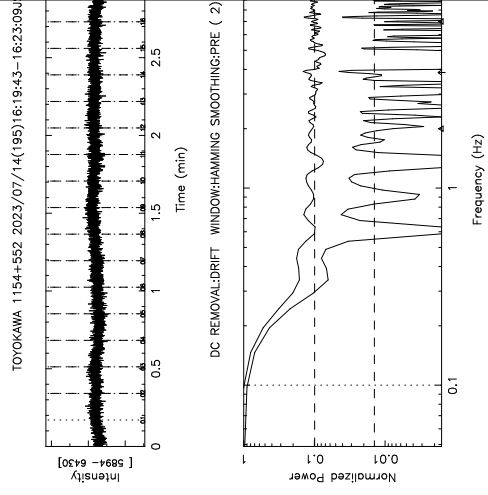 TOYOKAWA 1154+552 2023/07/14(195)16:19:43-16:23:09J
Intensity
[ 5894- 6430]
0
0.5
1
1.5
2
2.5
Time (min)
DC REMOVAL:DRIFT WINDOW:HAMMING SMOOTHING:PRE ( 2)
Normalized Power
1
0.1
0.01
0.1
1
Frequency (Hz)